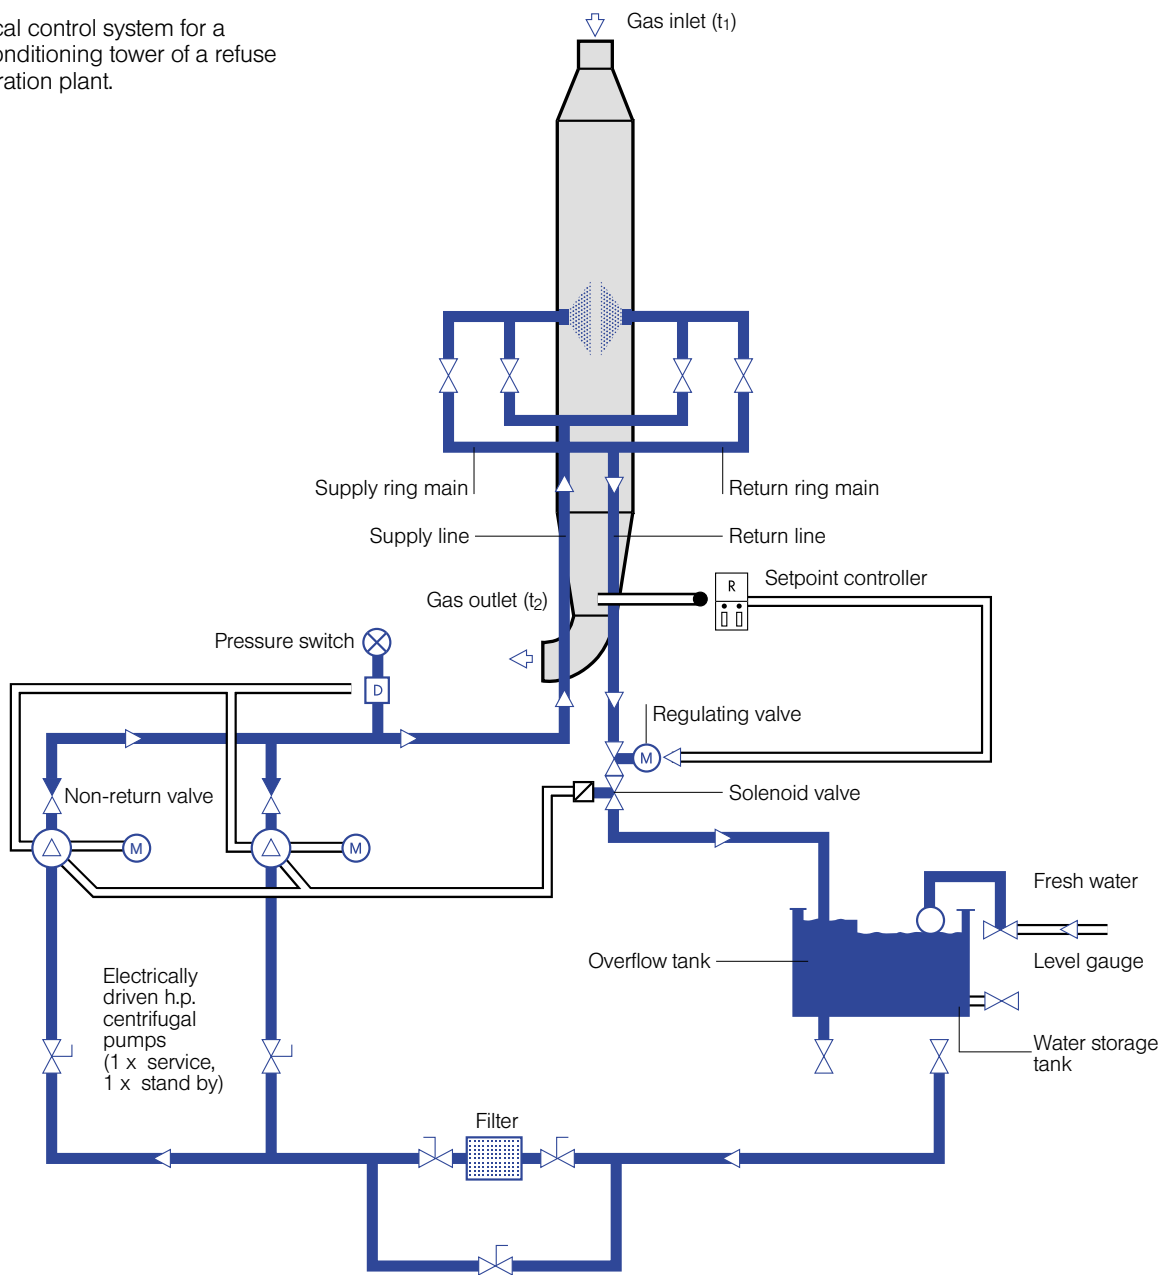 cal control system for a
onditioning tower of a refuse
ration plant.
Gas inlet (t₁)
Supply ring main
Return ring main
Supply line
Return line
Gas outlet (t₂)
R
Setpoint controller
Pressure switch
D
Regulating valve
M
Non-return valve
Solenoid valve
M
M
Fresh water
Overflow tank
Level gauge
Electrically
driven h.p.
centrifugal
pumps
(1 x service,
1 x stand by)
Water storage
tank
Filter